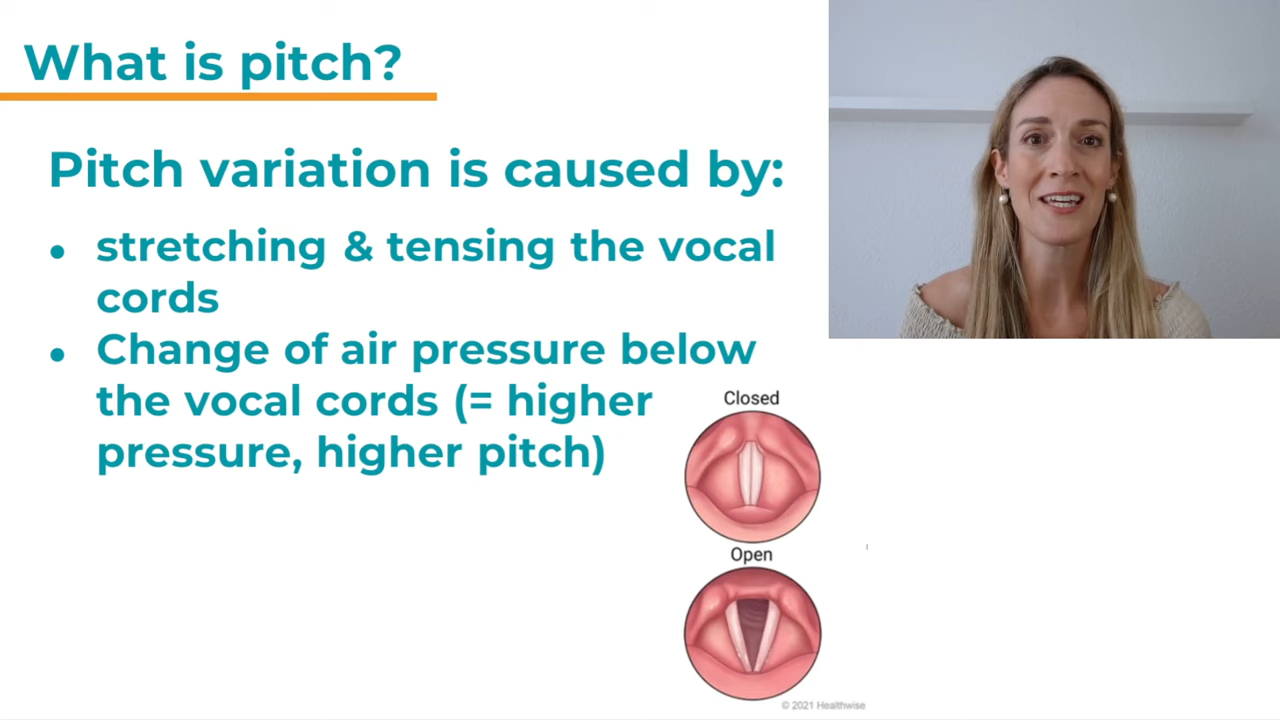 What is pitch?
Pitch variation is caused by:
• stretching & tensing the vocal
cords
• Change of air pressure below
the vocal cords (= higher
pressure, higher pitch)
Closed
Open
© 2021 Healthwise